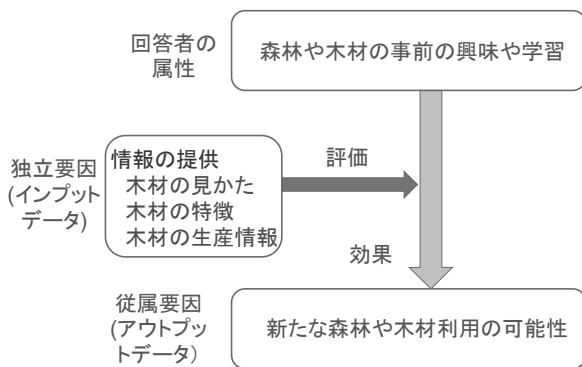 回答者の
属性
森林や木材の事前の興味や学習
独立要因
(インプット
データ)
情報の提供
木材の見かた
木材の特徴
木材の生産情報
評価
効果
従属要因
(アウトプッ
トデータ）
新たな森林や木材利用の可能性